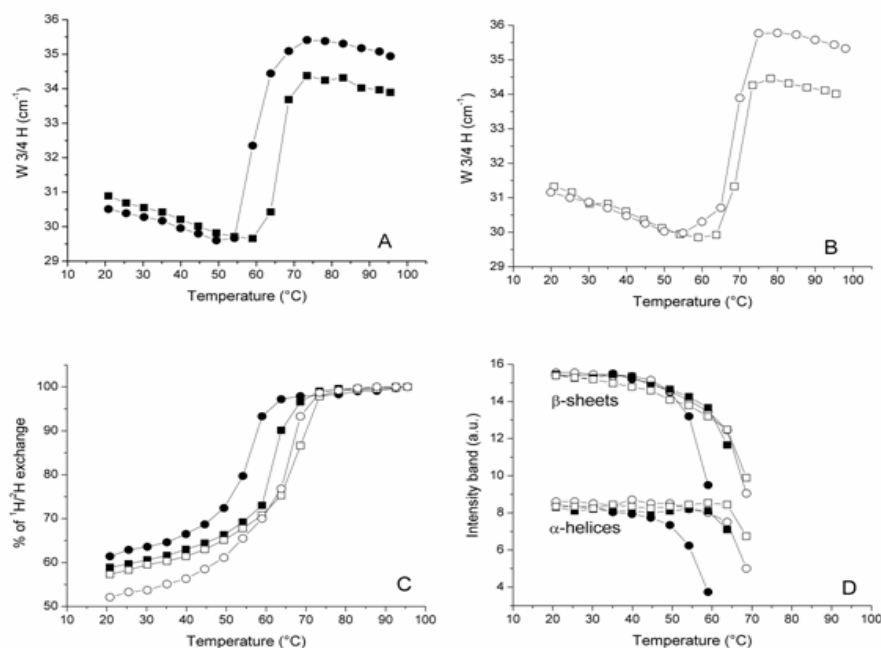 36
35
34
33
32
31
30
29
W 3/4 H (cm⁻¹)
A
10 20 30 40 50 60 70 80 90 100
Temperature (°C)
36
35
34
33
32
31
30
29
W 3/4 H (cm⁻¹)
B
10 20 30 40 50 60 70 80 90 100
Temperature (°C)
100
90
80
70
60
50
% of ¹H/²H exchange
C
10 20 30 40 50 60 70 80 90 100
Temperature (°C)
16
14
12
10
8
6
4
Intensity band (a.u.)
β-sheets
α-helices
D
10 20 30 40 50 60 70 80 90 100
Temperature (°C)